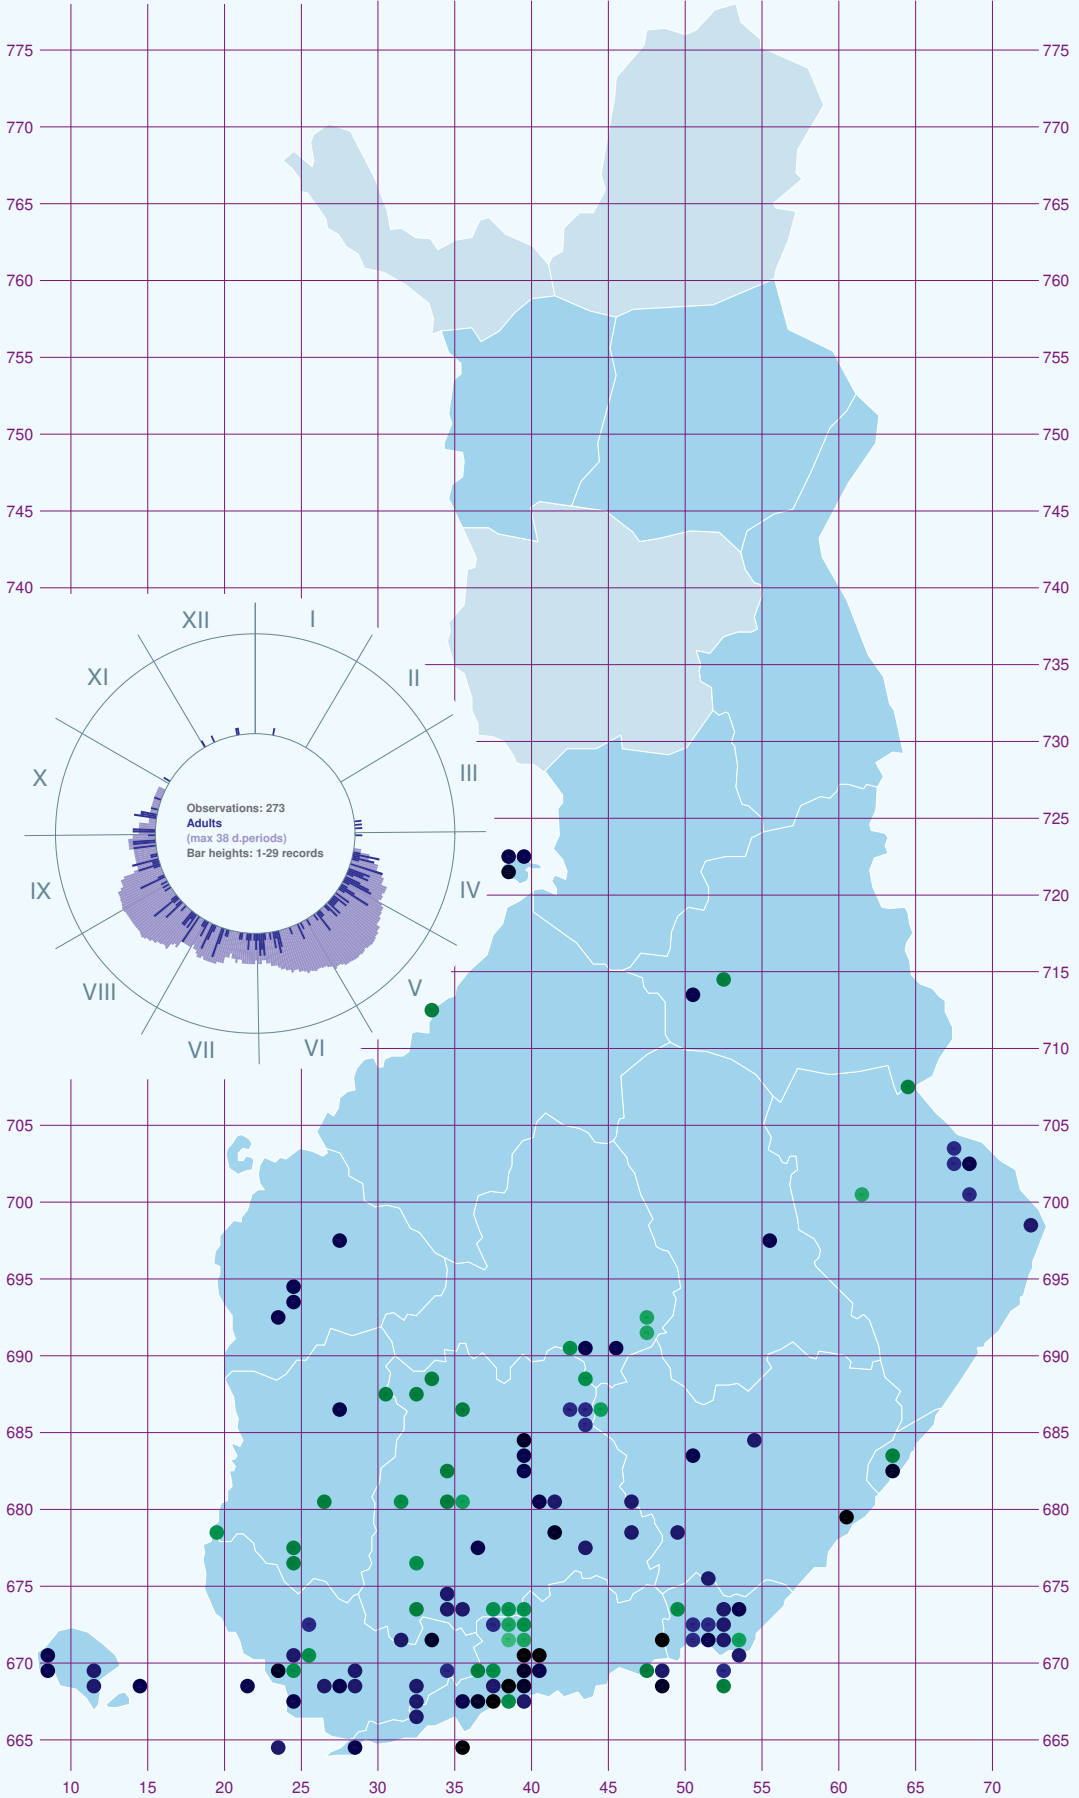 775 775
770 770
765 765
760 760
755 755
750 750
745 745
740 740
735
730
725
720
715
710
705 705
700 700
695 695
690 690
685 685
680 680
675 675
670 670
665 665
10 15 20 25 30 35 40 45 50 55 60 65 70
XII I
XI II
X III
IX IV
VIII V
VII VI
Observations: 273
Adults
(max 38 d.periods)
Bar heights: 1-29 records